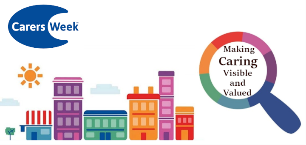 Carers Week
Making
Caring
Visible
and
Valued